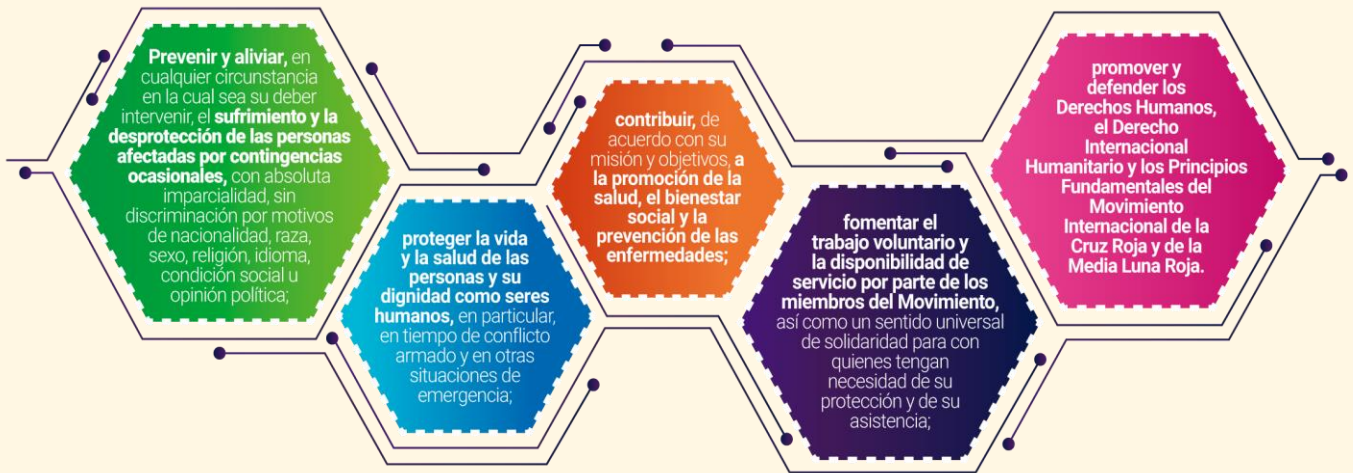 Prevenir y aliviar, en
cualquier circunstancia
en la cual sea su deber
intervenir, el sufrimiento y la
desprotección de las personas
afectadas por contingencias
ocasionales, con absoluta
imparcialidad, sin
discriminación por motivos
de nacionalidad, raza,
sexo, religión, idioma,
condición social u
opinión política;
proteger la vida
y la salud de las
personas y su
dignidad como seres
humanos, en particular,
en tiempo de conflicto
armado y en otras
situaciones de
emergencia;
contribuir, de
acuerdo con su
misión y objetivos, a
la promoción de la
salud, el bienestar
social y la
prevención de las
enfermedades;
fomentar el
trabajo voluntario y
la disponibilidad de
servicio por parte de los
miembros del Movimiento,
así como un sentido universal
de solidaridad para con
quienes tengan
necesidad de su
protección y de su
asistencia;
promover y
defender los
Derechos Humanos,
el Derecho
Internacional
Humanitario y los Principios
Fundamentales del
Movimiento
Internacional de la
Cruz Roja y de la
Media Luna Roja.